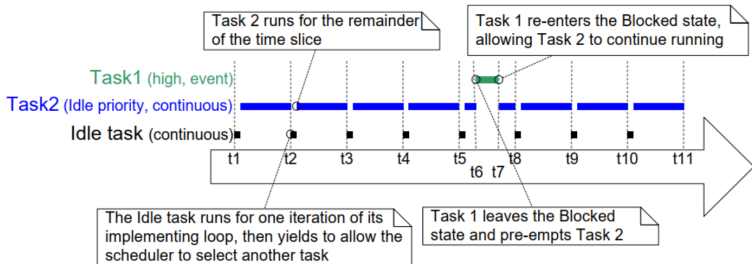 Task 2 runs for the remainder
of the time slice
Task 1 re-enters the Blocked state,
allowing Task 2 to continue running
Task1 (high, event)
Task2 (Idle priority, continuous)
Idle task (continuous)
t1 t2 t3 t4 t5 t8 t9 t10 t11
t6 t7
The Idle task runs for one iteration of its
implementing loop, then yields to allow the
scheduler to select another task
Task 1 leaves the Blocked
state and pre-empts Task 2